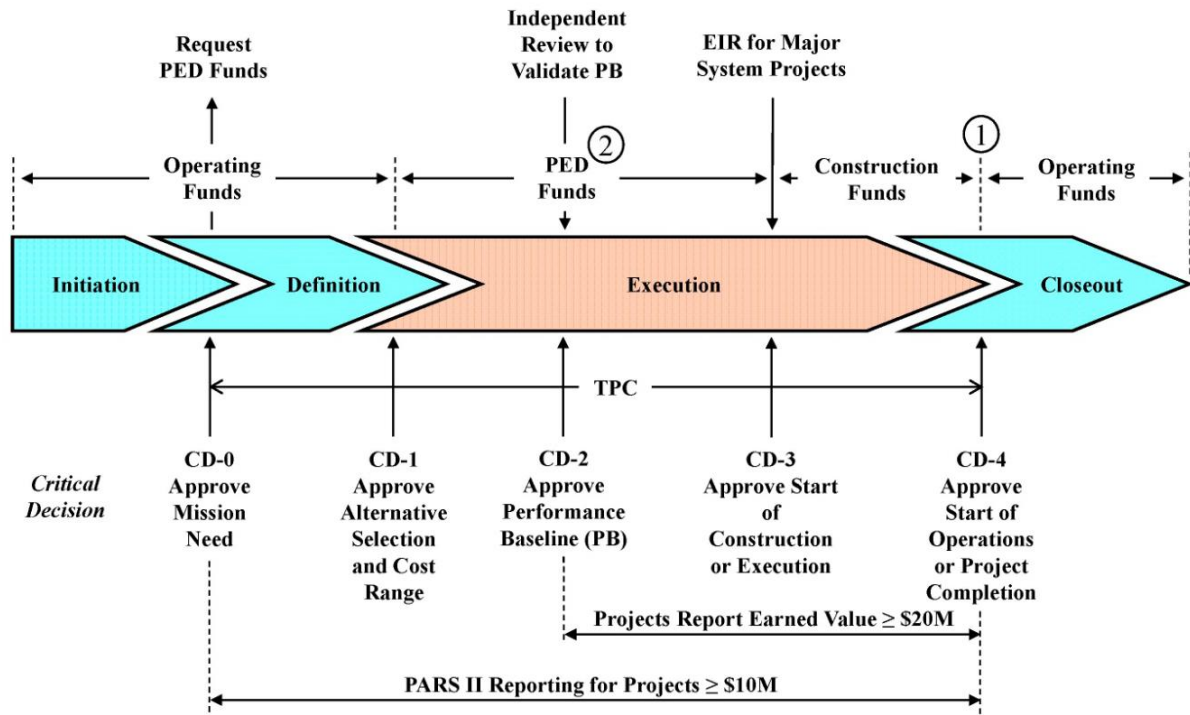 Request
PED Funds
Independent
Review to
Validate PB
EIR for Major
System Projects
Operating
Funds
PED
Funds
②
Construction
Funds
①
Operating
Funds
Initiation
Definition
Execution
Closeout
TPC
Critical
Decision
CD-0
Approve
Mission
Need
CD-1
Approve
Alternative
Selection
and Cost
Range
CD-2
Approve
Performance
Baseline (PB)
CD-3
Approve Start
of
Construction
or Execution
CD-4
Approve
Start of
Operations
or Project
Completion
Projects Report Earned Value ≥ $20M
PARS II Reporting for Projects ≥ $10M